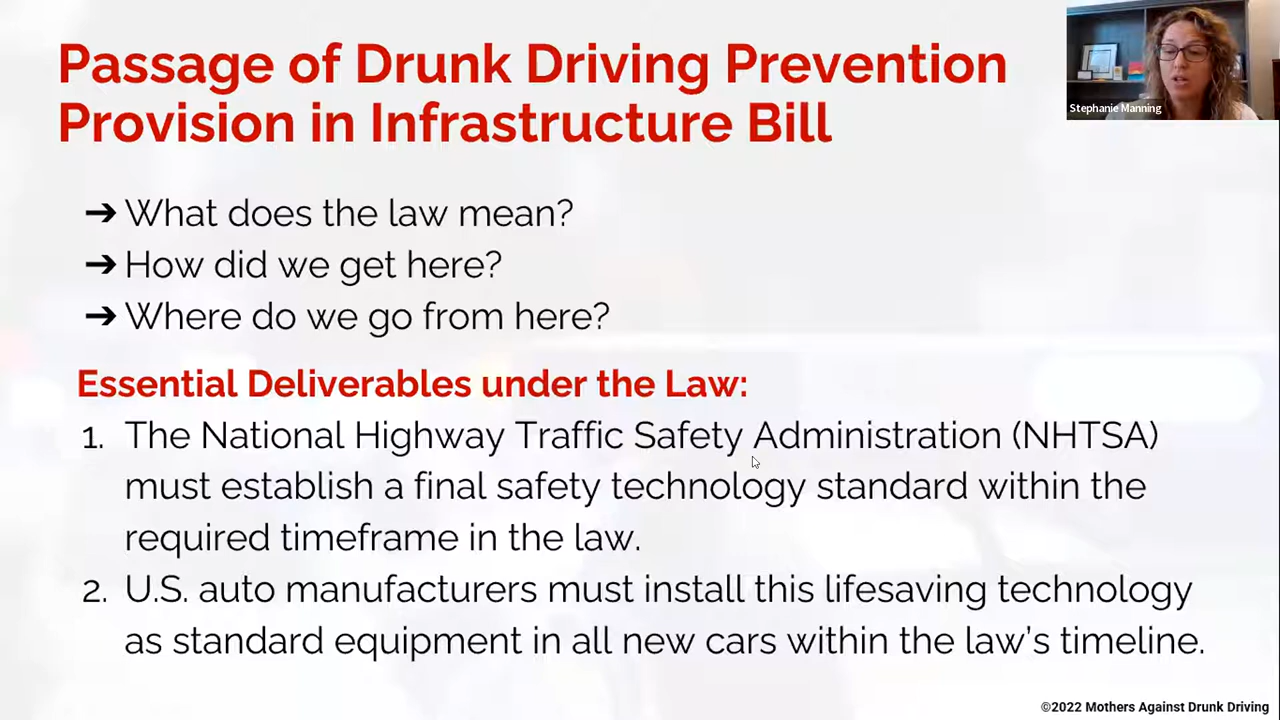 Passage of Drunk Driving Prevention
Provision in Infrastructure Bill
Stephanie Manning
➔ What does the law mean?
➔ How did we get here?
➔ Where do we go from here?
Essential Deliverables under the Law:
1. The National Highway Traffic Safety Administration (NHTSA)
must establish a final safety technology standard within the
required timeframe in the law.
2. U.S. auto manufacturers must install this lifesaving technology
as standard equipment in all new cars within the law's timeline.
©2022 Mothers Against Drunk Driving